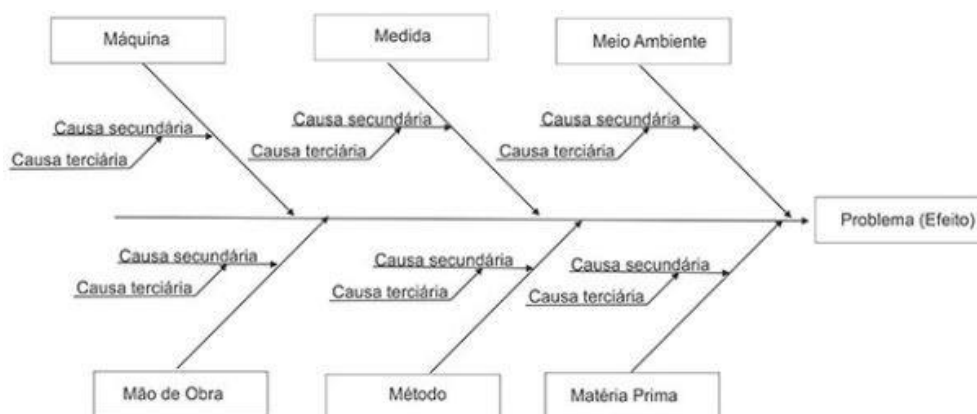 Máquina
Medida
Meio Ambiente
Causa secundária
Causa terciária
Causa secundária
Causa terciária
Causa secundária
Causa terciária
Problema (Efeito)
Causa secundária
Causa terciária
Causa secundária
Causa terciária
Causa secundária
Causa terciária
Mão de Obra
Método
Matéria Prima